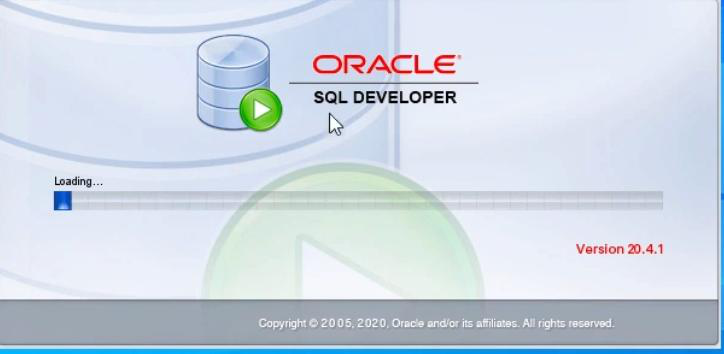 ORACLE®
SQL DEVELOPER
Loading...
Version 20.4.1
Copyright © 2005, 2020, Oracle and/or its affiliates. All rights reserved.